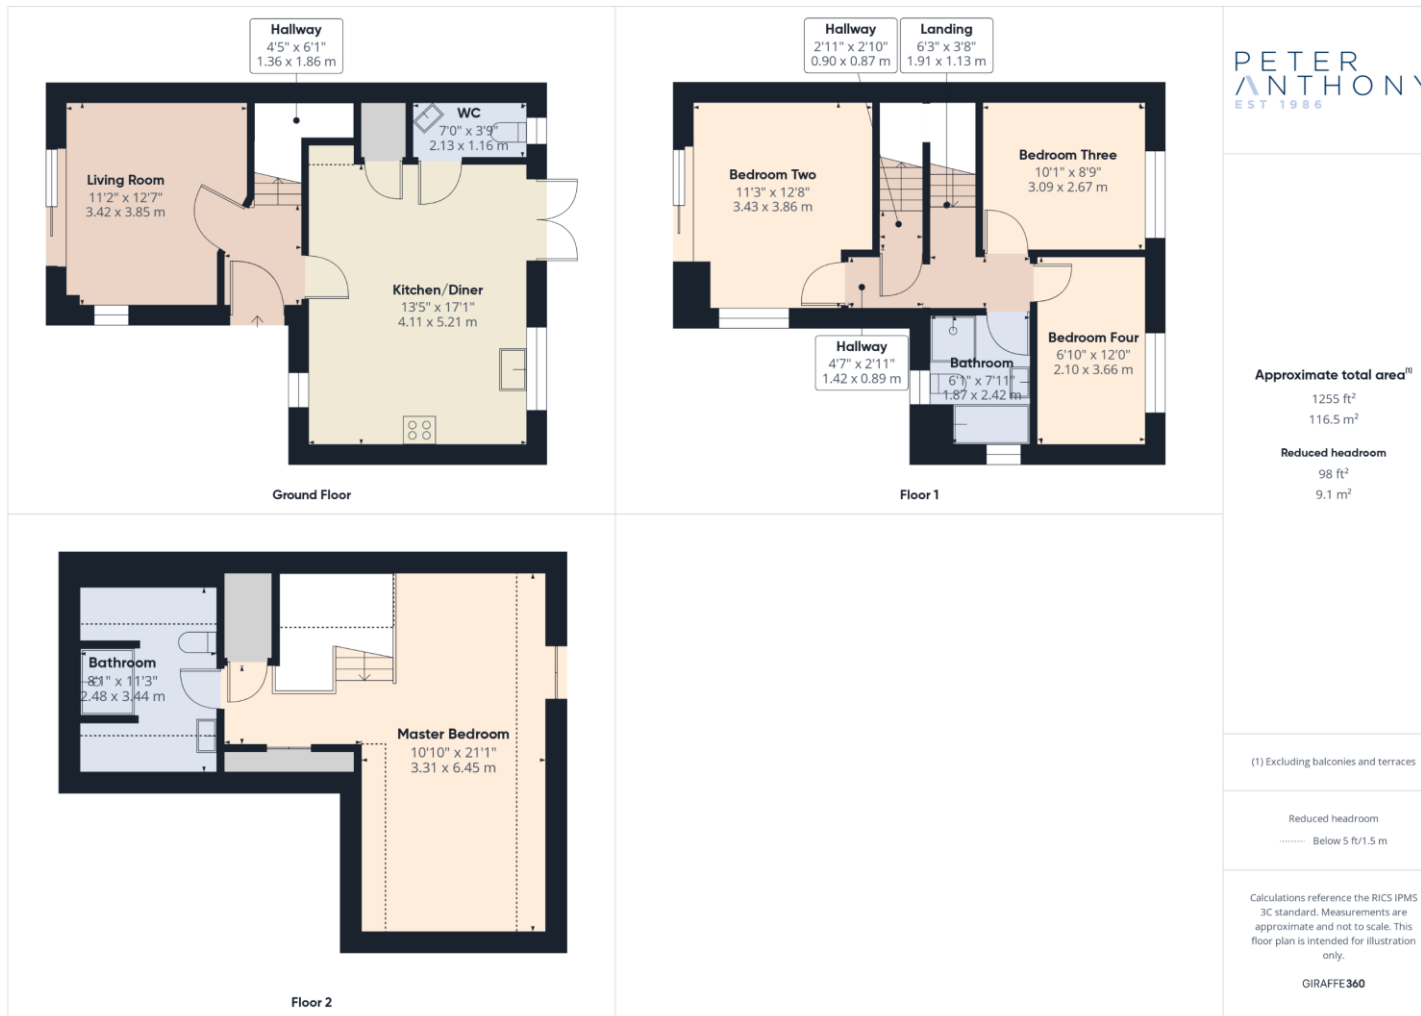 Hallway
4'5" x 6'1"
1.36 x 1.86 m
WC
7'0" x 3'9"
2.13 x 1.16 m
Living Room
11'2" x 12'7"
3.42 x 3.85 m
Kitchen/Diner
13'5" x 17'1"
4.11 x 5.21 m
Ground Floor
Hallway
2'11" x 2'10"
0.90 x 0.87 m
Landing
6'3" x 3'8"
1.91 x 1.13 m
Bedroom Two
11'3" x 12'8"
3.43 x 3.86 m
Bedroom Three
10'1" x 8'9"
3.09 x 2.67 m
Hallway
4'7" x 2'11"
1.42 x 0.89 m
Bathroom
6'1" x 7'11"
1.87 x 2.42 m
Bedroom Four
6'10" x 12'0"
2.10 x 3.66 m
Floor 1
Bathroom
8'1" x 11'3"
2.48 x 3.44 m
Master Bedroom
10'10" x 21'1"
3.31 x 6.45 m
Floor 2
PETER
ANTHONY
EST 1986
Approximate total area(1)
1255 ft²
116.5 m²
Reduced headroom
98 ft²
9.1 m²
(1) Excluding balconies and terraces
Reduced headroom
Below 5 ft/1.5 m
Calculations reference the RICS IPMS
3C standard. Measurements are
approximate and not to scale. This
floor plan is intended for illustration
only.
GIRAFFE360